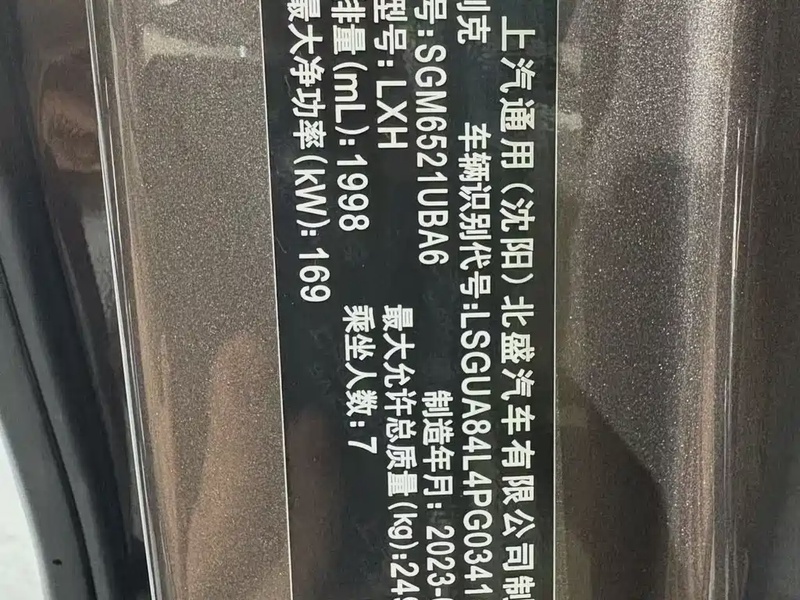 上汽通用(沈阳)北盛汽车有限公司制
别克
车辆识别代号:LSGUA84L4PG0341
号:SGM6521UBA6
制造年月:2023-
型号:LXH
最大允许总质量(kg):249
排量(mL):1998
乘坐人数:7
最大净功率(kW):169